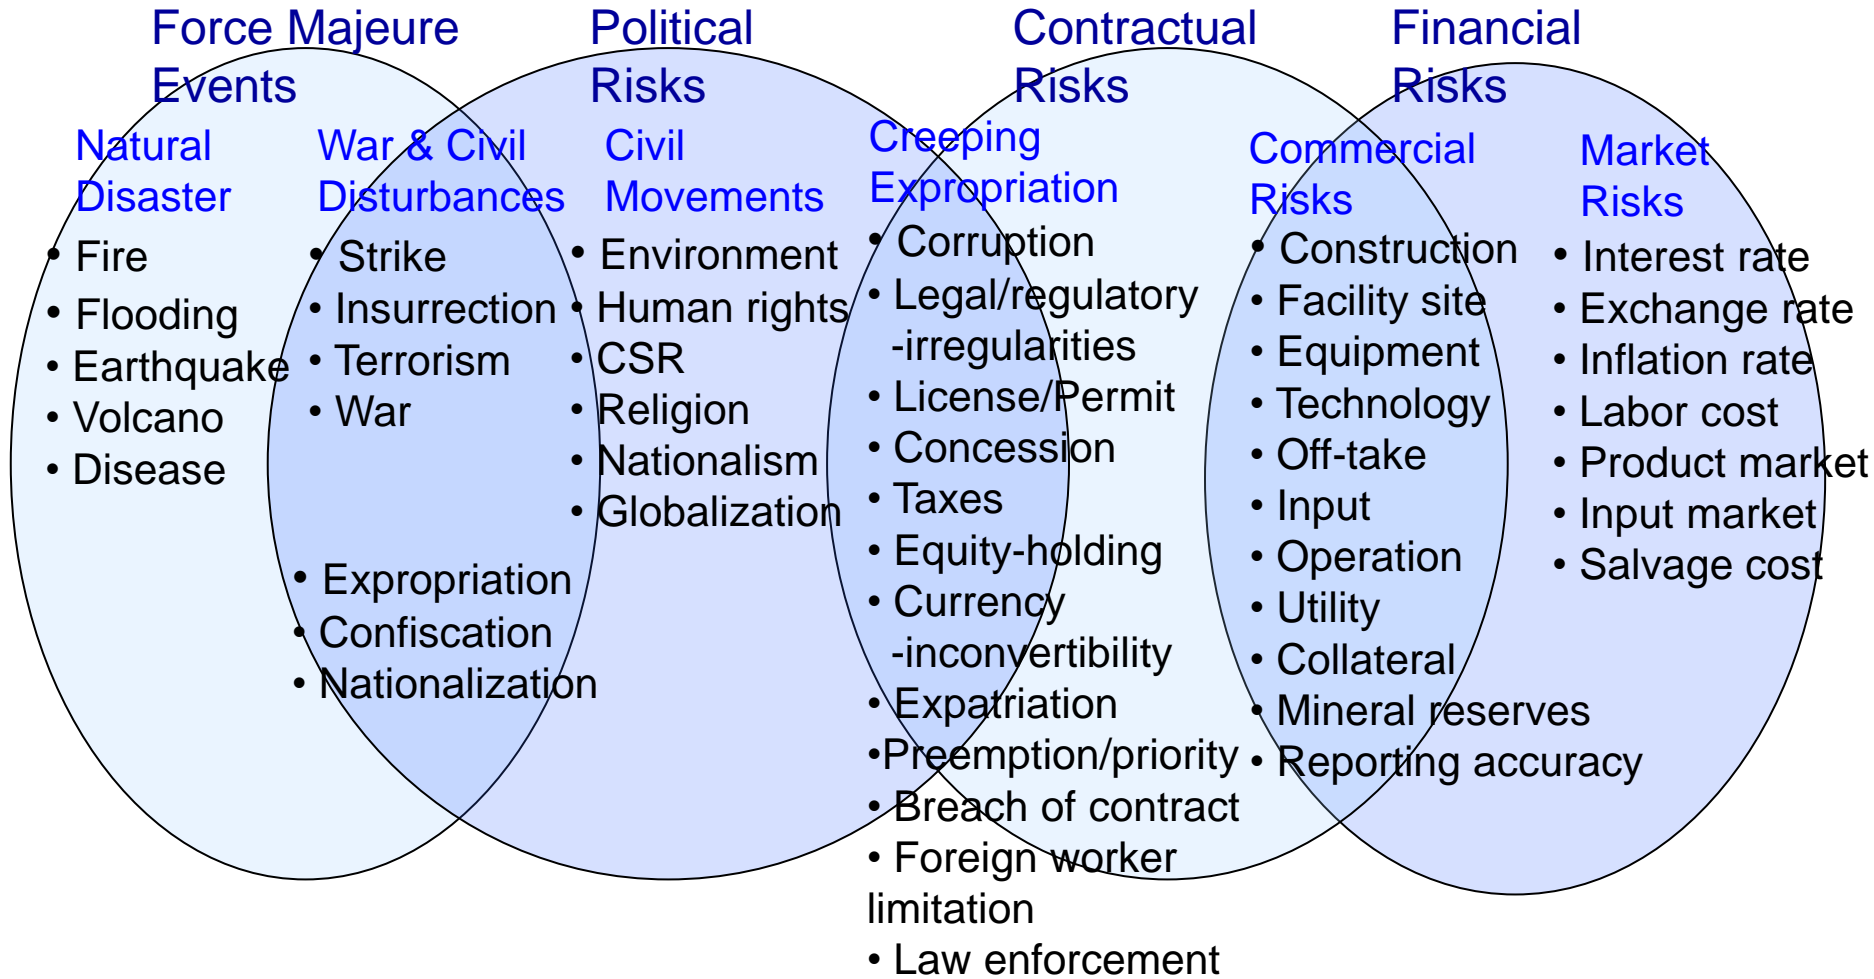 Force Majeure
Events
Political
Risks
Contractual
Risks
Financial
Risks
Natural
Disaster
• Fire
• Flooding
• Earthquake
• Volcano
• Disease
War & Civil
Disturbances
• Strike
• Insurrection
• Terrorism
• War
• Expropriation
• Confiscation
• Nationalization
Civil
Movements
• Environment
• Human rights
• CSR
• Religion
• Nationalism
• Globalization
Creeping
Expropriation
• Corruption
• Legal/regulatory
-irregularities
• License/Permit
• Concession
• Taxes
• Equity-holding
• Currency
-inconvertibility
• Expatriation
•Preemption/priority
• Breach of contract
• Foreign worker
limitation
• Law enforcement
Commercial
Risks
• Construction
• Facility site
• Equipment
• Technology
• Off-take
• Input
• Operation
• Utility
• Collateral
• Mineral reserves
• Reporting accuracy
Market
Risks
• Interest rate
• Exchange rate
• Inflation rate
• Labor cost
• Product market
• Input market
• Salvage cost